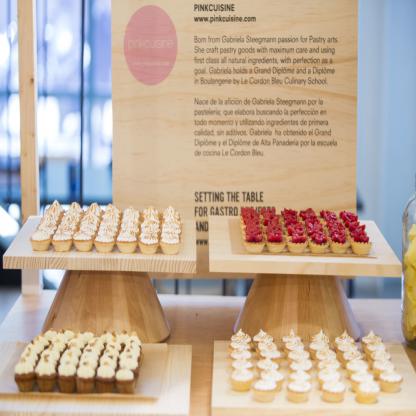 PINKCUISINE
www.pinkcuisine.com
pinkcuisine
Born from Gabriela Steegmann passion for Pastry arts.
She craft pastry goods with maximum care and using
first class all natural ingredients, with perfection as a
goal. Gabriela holds a Grand Diplôme and a Diplôme
in Boulengerie by Le Cordon Bleu Culinary School.
Nace de la afición de Gabriela Steegmann por la
pastelería; que elabora buscando la perfección en
todo momento y utilizando ingredientes de primera
calidad, sin aditivos. Gabriela ha obtenido el Grand
Diplôme y el Diplôme de Alta Panadería por la escuela
de cocina Le Cordon Bleu.
SETTING THE TABLE
FOR GASTRO
AND
www.